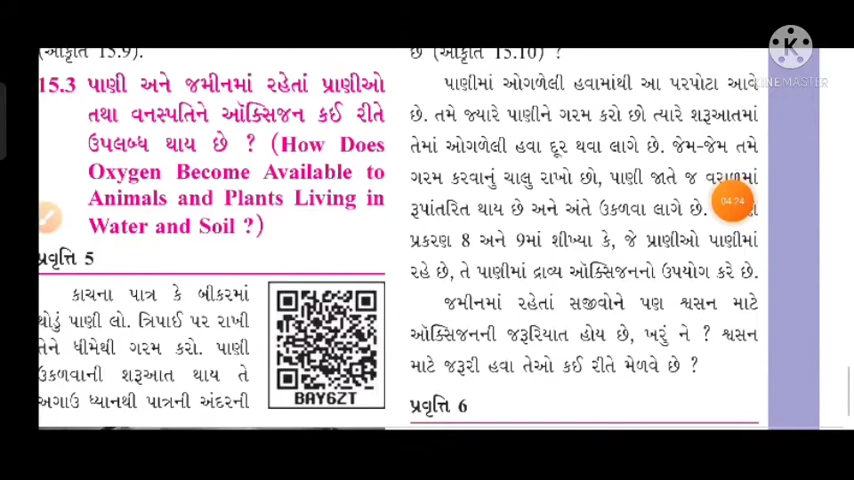 (આકૃતિ 15.9).
15.3 પાણી અને જમીનમાં રહેતાં પ્રાણીઓ
તથા વનસ્પતિને ઑક્સિજન કઈ રીતે
ઉપલબ્ધ થાય છે ? (How Does
Oxygen Become Available to
Animals and Plants Living in
Water and Soil ?)
પ્રવૃત્તિ 5
કાચના પાત્ર કે બીકરમાં
થોડું પાણી લો. ત્રિપાઈ પર રાખી
તેને ધીમેથી ગરમ કરો. પાણી
ઉકળવાની શરૂઆત થાય તે
અગાઉ ધ્યાનથી પાત્રની અંદરની
BAY6ZT
છે (આકૃતિ 15.10) ?
પાણીમાં ઓગળેલી હવામાંથી આ પરપોટા આવે
છે. તમે જ્યારે પાણીને ગરમ કરો છો ત્યારે શરૂઆતમાં
તેમાં ઓગળેલી હવા દૂર થવા લાગે છે. જેમ-જેમ તમે
ગરમ કરવાનું ચાલુ રાખો છો, પાણી જાતે જ વરાળમાં
રૂપાંતરિત થાય છે અને અંતે ઉકળવા લાગે છે.
પ્રકરણ 8 અને 9માં શીખ્યા કે, જે પ્રાણીઓ પાણીમાં
રહે છે, તે પાણીમાં દ્રાવ્ય ઑક્સિજનનો ઉપયોગ કરે છે.
જમીનમાં રહેતાં સજીવોને પણ શ્વસન માટે
ઑક્સિજનની જરૂરિયાત હોય છે, ખરું ને ? શ્વસન
માટે જરૂરી હવા તેઓ કઈ રીતે મેળવે છે ?
પ્રવૃત્તિ 6
K
KINEMASTER
04:24